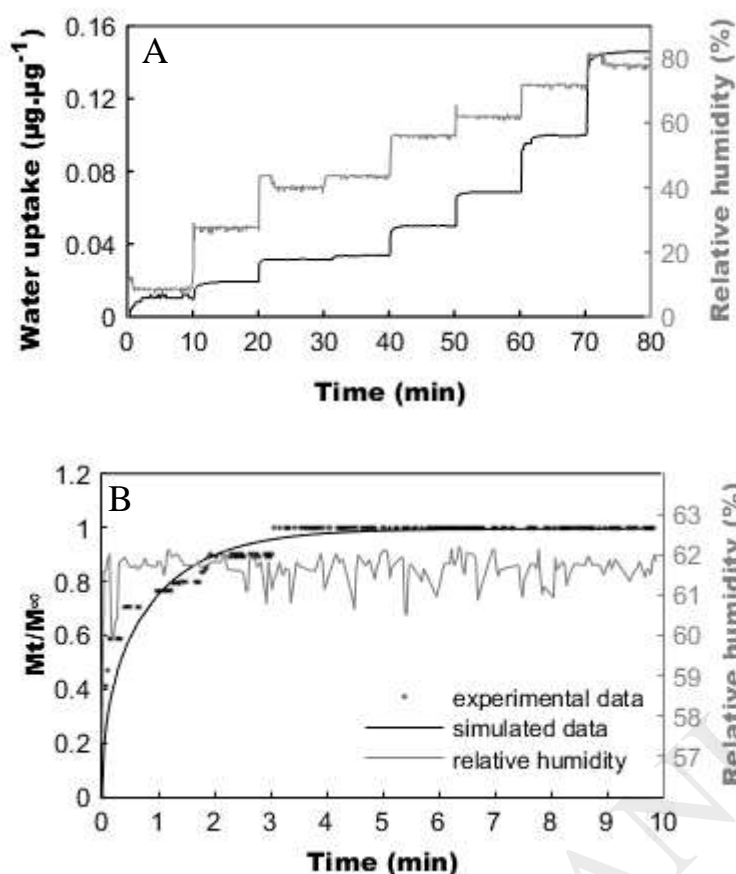 A
Water uptake (µg.µg⁻¹)
0.16
0.12
0.08
0.04
0
80
60
40
20
0
Relative humidity (%)
0 10 20 30 40 50 60 70 80
Time (min)
B
Mt/M∞
1.2
1
0.8
0.6
0.4
0.2
0
63
62
61
60
59
58
57
Relative humidity (%)
experimental data
simulated data
relative humidity
0 1 2 3 4 5 6 7 8 9 10
Time (min)